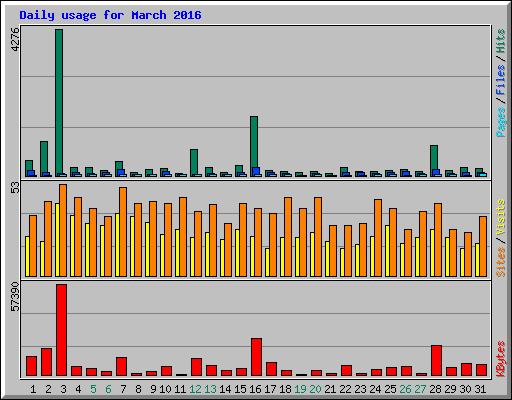 Daily usage for March 2016
4276
Pages / Files / Hits
53
Sites / Visits
57390
KBytes
1 2 3 4 5 6 7 8 9 10 11 12 13 14 15 16 17 18 19 20 21 22 23 24 25 26 27 28 29 30 31